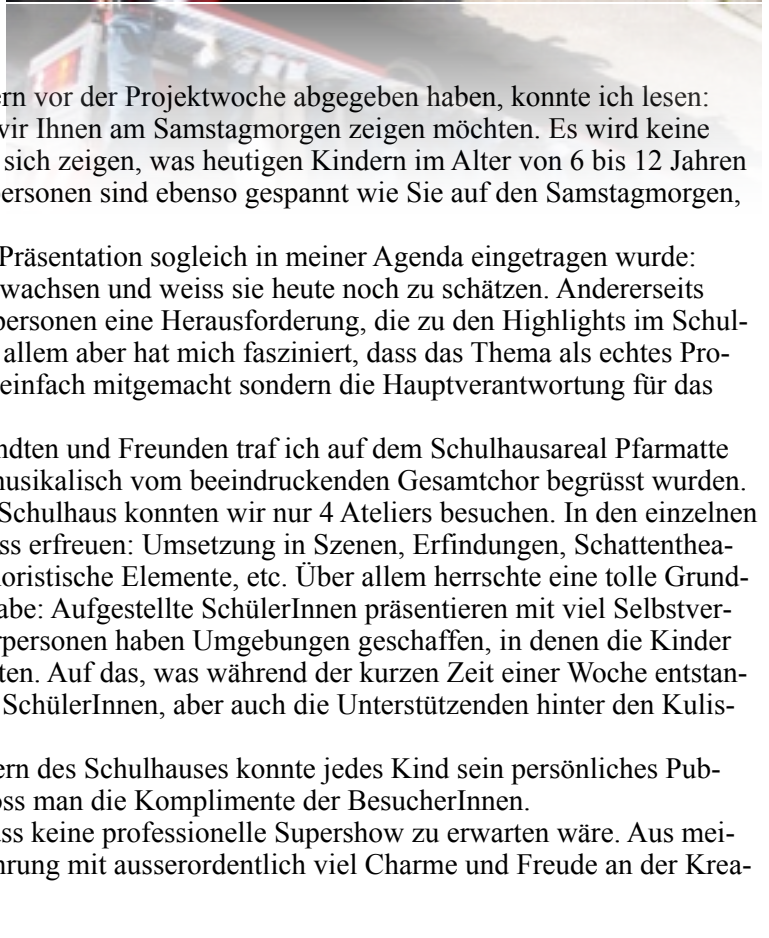 ern vor der Projektwoche abgegeben haben, konnte ich lesen:
wir Ihnen am Samstagmorgen zeigen möchten. Es wird keine
sich zeigen, was heutigen Kindern im Alter von 6 bis 12 Jahren
personen sind ebenso gespannt wie Sie auf den Samstagmorgen,
Präsentation sogleich in meiner Agenda eingetragen wurde:
wachsen und weiss sie heute noch zu schätzen. Andererseits
personen eine Herausforderung, die zu den Highlights im Schul-
allem aber hat mich fasziniert, dass das Thema als echtes Pro-
einfach mitgemacht sondern die Hauptverantwortung für das
ndten und Freunden traf ich auf dem Schulhausareal Pfarmatte
musikalisch vom beeindruckenden Gesamtchor begrüsst wurden.
Schulhaus konnten wir nur 4 Ateliers besuchen. In den einzelnen
ss erfreuen: Umsetzung in Szenen, Erfindungen, Schattenthea-
oristische Elemente, etc. Über allem herrschte eine tolle Grund-
abe: Aufgestellte SchülerInnen präsentieren mit viel Selbstver-
rpersonen haben Umgebungen geschaffen, in denen die Kinder
ten. Auf das, was während der kurzen Zeit einer Woche entstan-
SchülerInnen, aber auch die Unterstützenden hinter den Kulis-
ern des Schulhauses konnte jedes Kind sein persönliches Pub-
oss man die Komplimente der BesucherInnen.
ass keine professionelle Supershow zu erwarten wäre. Aus mei-
hrung mit ausserordentlich viel Charme und Freude an der Krea-